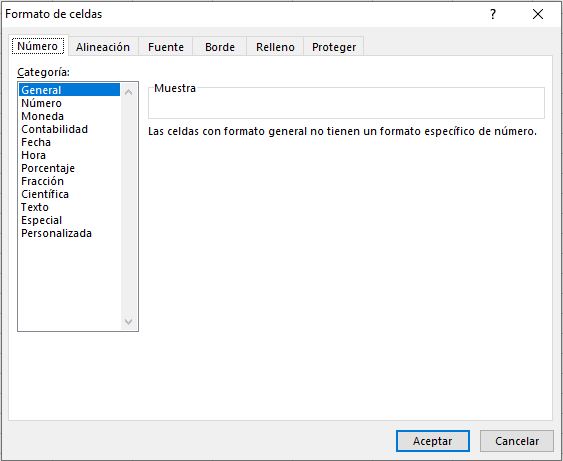 Formato de celdas
?
Número Alineación Fuente Borde Relleno Proteger
Categoría:
General
Número
Moneda
Contabilidad
Fecha
Hora
Porcentaje
Fracción
Científica
Texto
Especial
Personalizada
Muestra
Las celdas con formato general no tienen un formato específico de número.
Aceptar Cancelar